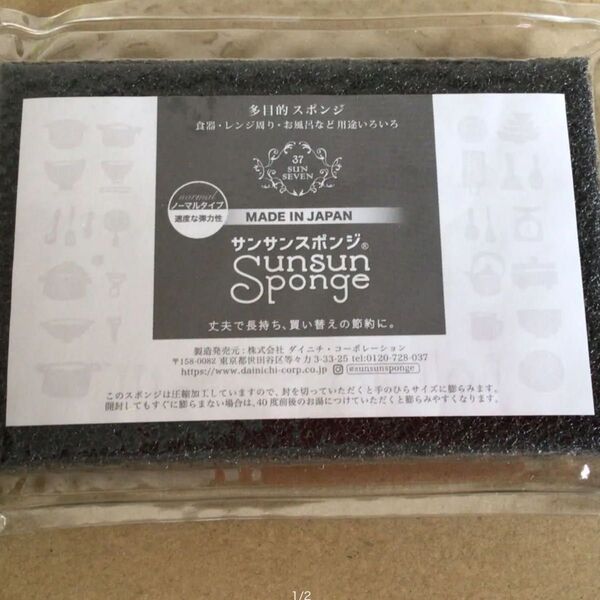 多目的 スポンジ
食器・レンジ周り・お風呂など 用途いろいろ
37
SUN
SEVEN
normal
ノーマルタイプ
適度な弾力性
MADE IN JAPAN
サンサンスポンジ®
Sunsun
Sponge
丈夫で長持ち、買い替えの節約に。
製造発売元：株式会社 ダイニチ・コーポレーション
〒158-0082 東京都世田谷区等々力 3-33-25 tel:0120-728-037
https://www.dainichi-corp.co.jp @sunsunsponge
このスポンジは圧縮加工していますので、封を切っていただくと手のひらサイズに膨らみます。
開封してもすぐに膨らまない場合は、40度前後のお湯につけていただくと膨らみやすくなります。
1/2